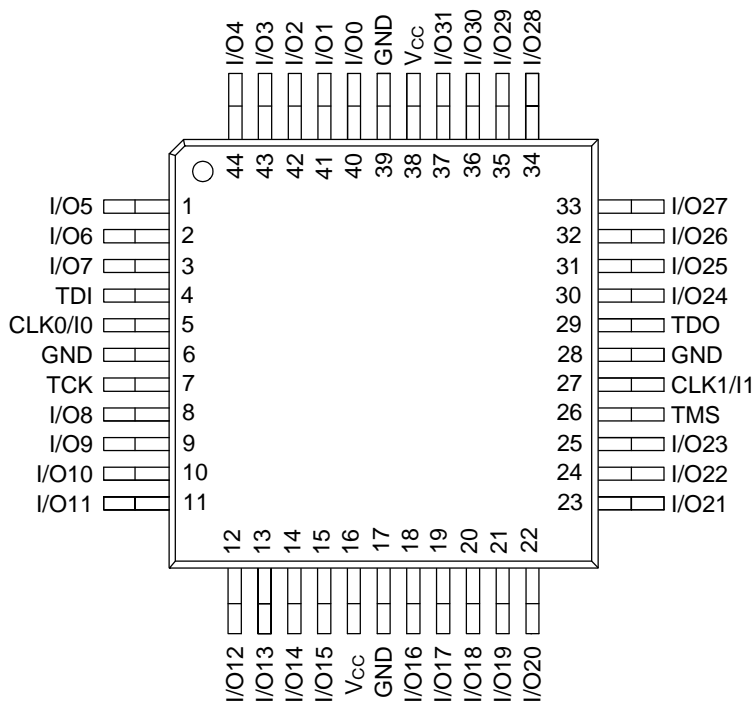 I/O4 I/O3 I/O2 I/O1 I/O0 GND VCC I/O31 I/O30 I/O29 I/O28
44 43 42 41 40 39 38 37 36 35 34
I/O5 1 33 I/O27
I/O6 2 32 I/O26
I/O7 3 31 I/O25
TDI 4 30 I/O24
CLK0/I0 5 29 TDO
GND 6 28 GND
TCK 7 27 CLK1/I1
I/O8 8 26 TMS
I/O9 9 25 I/O23
I/O10 10 24 I/O22
I/O11 11 23 I/O21
12 13 14 15 16 17 18 19 20 21 22
I/O12 I/O13 I/O14 I/O15 VCC GND I/O16 I/O17 I/O18 I/O19 I/O20